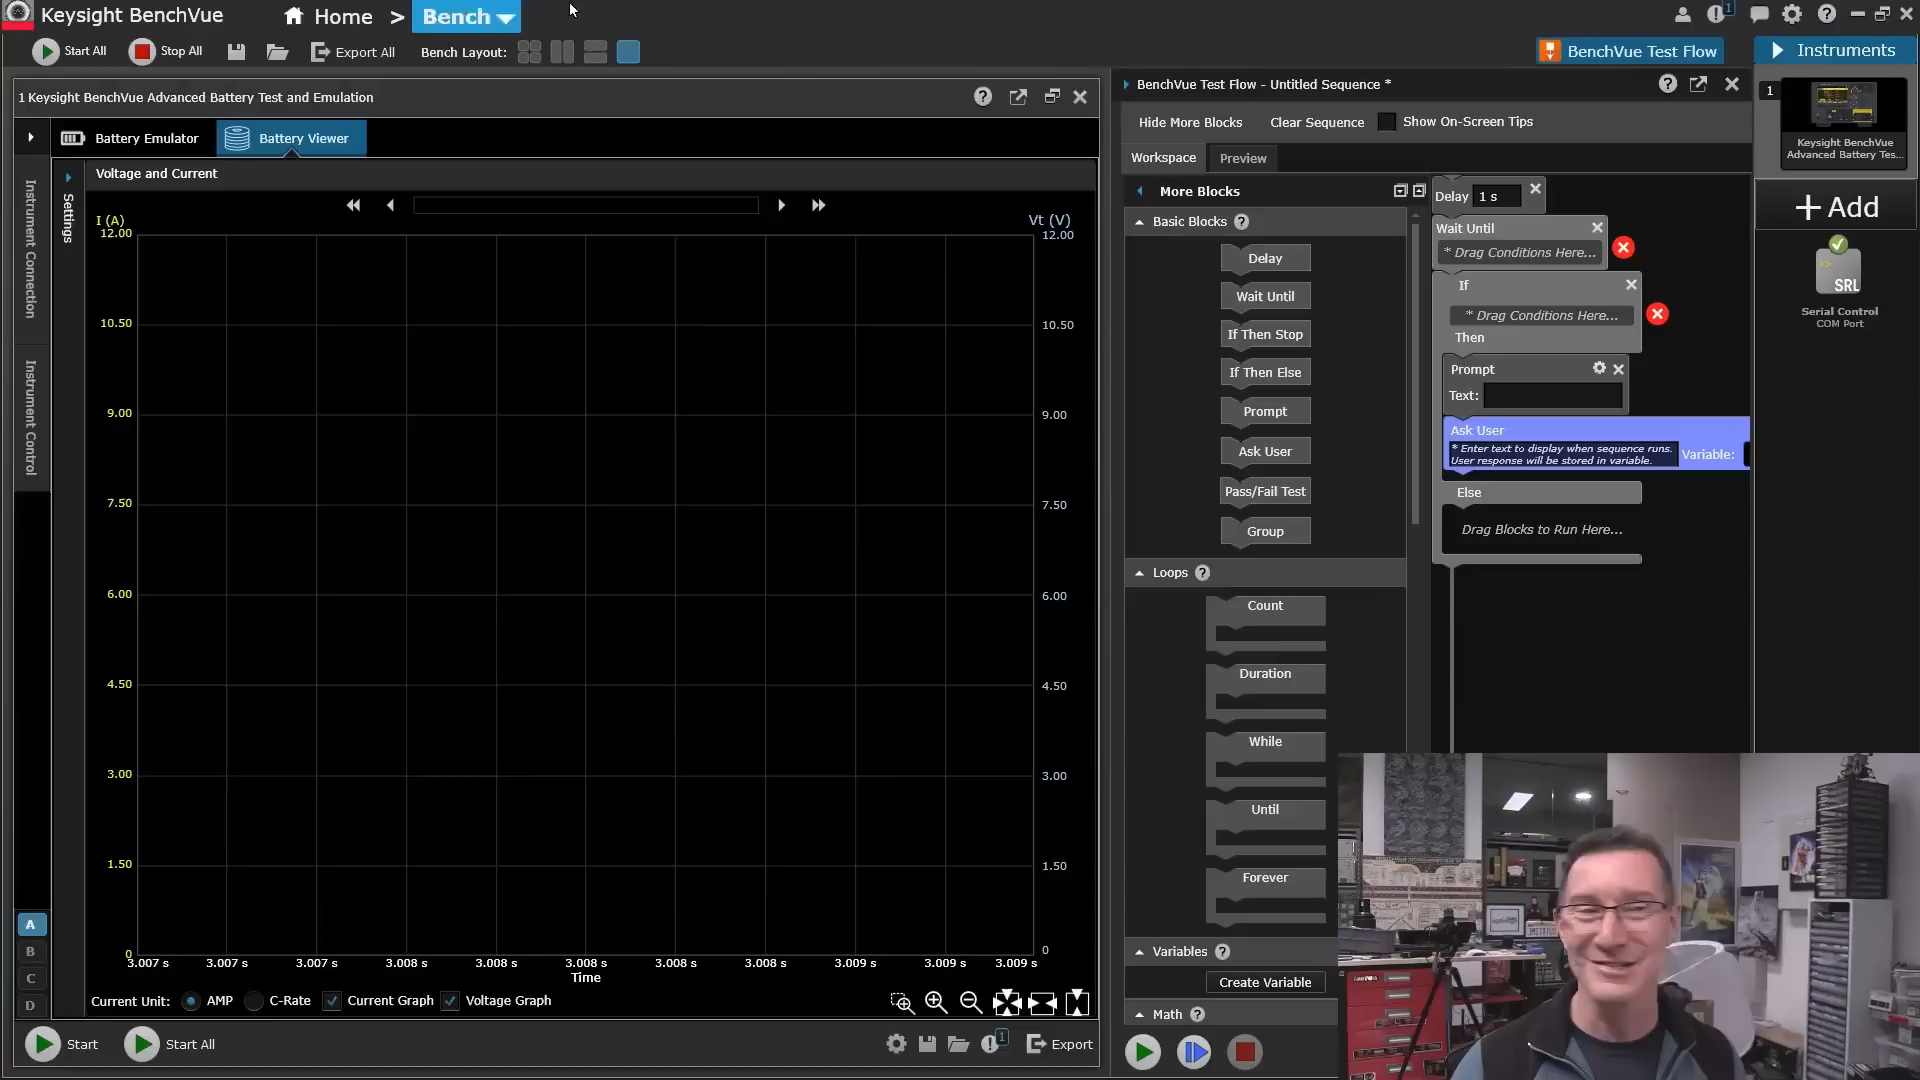 Keysight BenchVue
Home > Bench
1
Start All
Stop All
Export All
Bench Layout:
BenchVue Test Flow
Instruments
1 Keysight BenchVue Advanced Battery Test and Emulation
Battery Emulator
Battery Viewer
Instrument Connection
Instrument Control
Settings
Voltage and Current
I (A)
Vt (V)
12.00
10.50
9.00
7.50
6.00
4.50
3.00
1.50
0
12.00
10.50
9.00
7.50
6.00
4.50
3.00
1.50
0
3.007 s 3.007 s 3.007 s 3.008 s 3.008 s 3.008 s 3.008 s 3.008 s 3.009 s 3.009 s 3.009 s
Time
A
B
C
D
Current Unit: AMP C-Rate Current Graph Voltage Graph
Start
Start All
1
Export
BenchVue Test Flow - Untitled Sequence *
Hide More Blocks
Clear Sequence
Show On-Screen Tips
Workspace
Preview
More Blocks
Basic Blocks ?
Delay
Wait Until
If Then Stop
If Then Else
Prompt
Ask User
Pass/Fail Test
Group
Loops ?
Count
Duration
While
Until
Forever
Variables ?
Create Variable
Math ?
Delay 1 s
Wait Until
* Drag Conditions Here...
If
* Drag Conditions Here...
Then
Prompt
Text:
Ask User
* Enter text to display when sequence runs.
User response will be stored in variable.
Variable:
Else
Drag Blocks to Run Here...
1
Keysight BenchVue
Advanced Battery Tes...
+ Add
SRL
Serial Control
COM Port